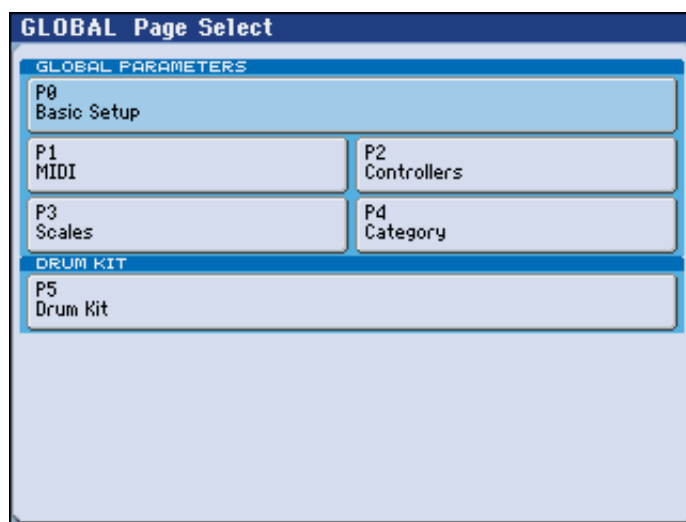 GLOBAL Page Select
GLOBAL PARAMETERS
P0
Basic Setup
P1
MIDI
P2
Controllers
P3
Scales
P4
Category
DRUM KIT
P5
Drum Kit